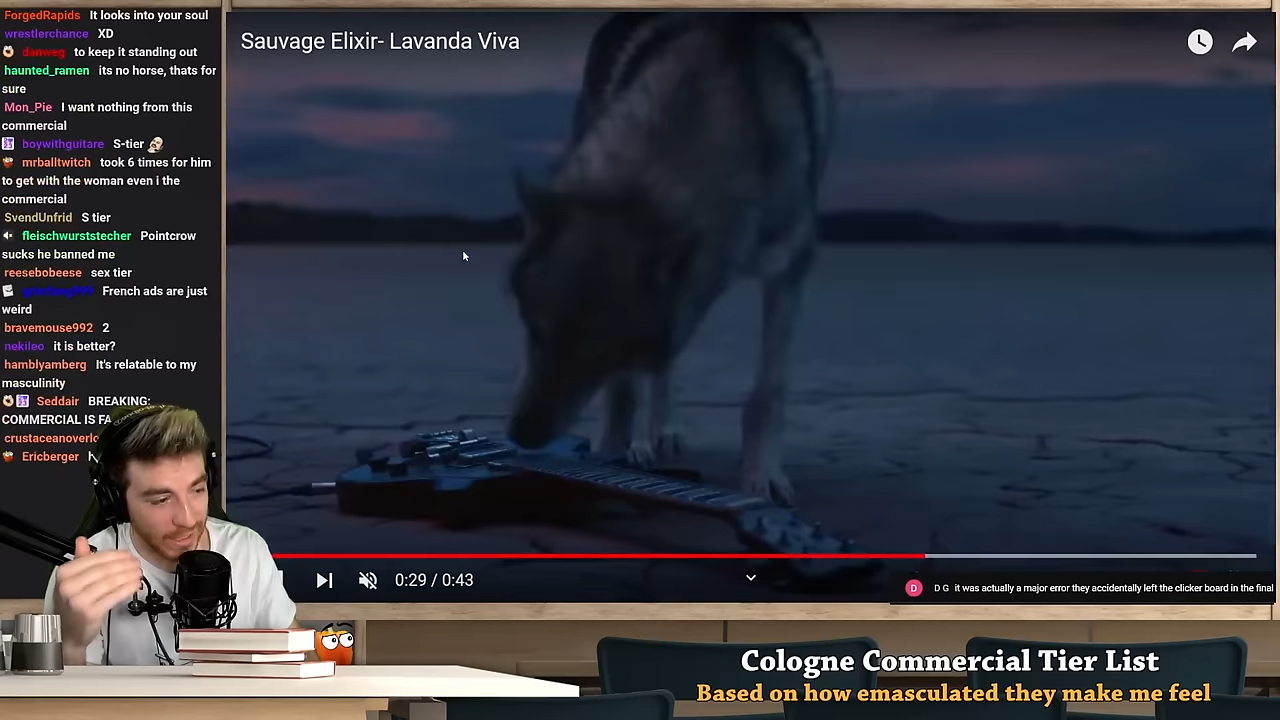 ForgedRapids It looks into your soul
wrestlerchance XD
danweg to keep it standing out
haunted_ramen its no horse, thats for
sure
Mon_Pie I want nothing from this
commercial
boywithguitare S-tier
mrballtwitch took 6 times for him
to get with the woman even i the
commercial
SvendUnfrid S tier
fleischwurststecher Pointcrow
sucks he banned me
reesebobeese sex tier
French ads are just
weird
bravemouse992 2
nekileo it is better?
hamblyamberg It's relatable to my
masculinity
Seddair BREAKING:
COMMERCIAL IS FA
crustaceanoverlo
Ericberger
Sauvage Elixir- Lavanda Viva
0:29 / 0:43
D
D G it was actually a major error they accidentally left the clicker board in the final
Cologne Commercial Tier List
Based on how emasculated they make me feel